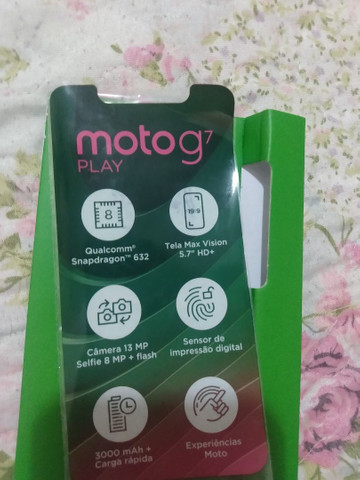 moto g7
PLAY
8
19:9
Qualcomm®
Snapdragon™ 632
Tela Max Vision
5.7" HD+
Câmera 13 MP
Selfie 8 MP + flash
Sensor de
impressão digital
3000 mAh +
Carga rápida
Experiências
Moto